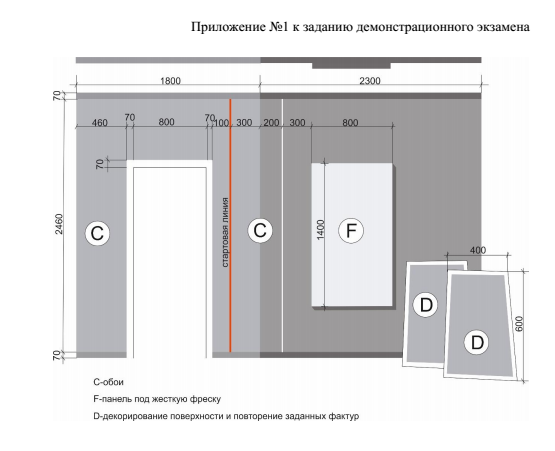 Приложение №1 к заданию демонстрационного экзамена
1800 2300
70
460 70 800 70 100 300 200 300 800
70
2460
стартовая линия
1400
C C F
400
600
D
D
70
C-обои
F-панель под жесткую фреску
D-декорирование поверхности и повторение заданных фактур